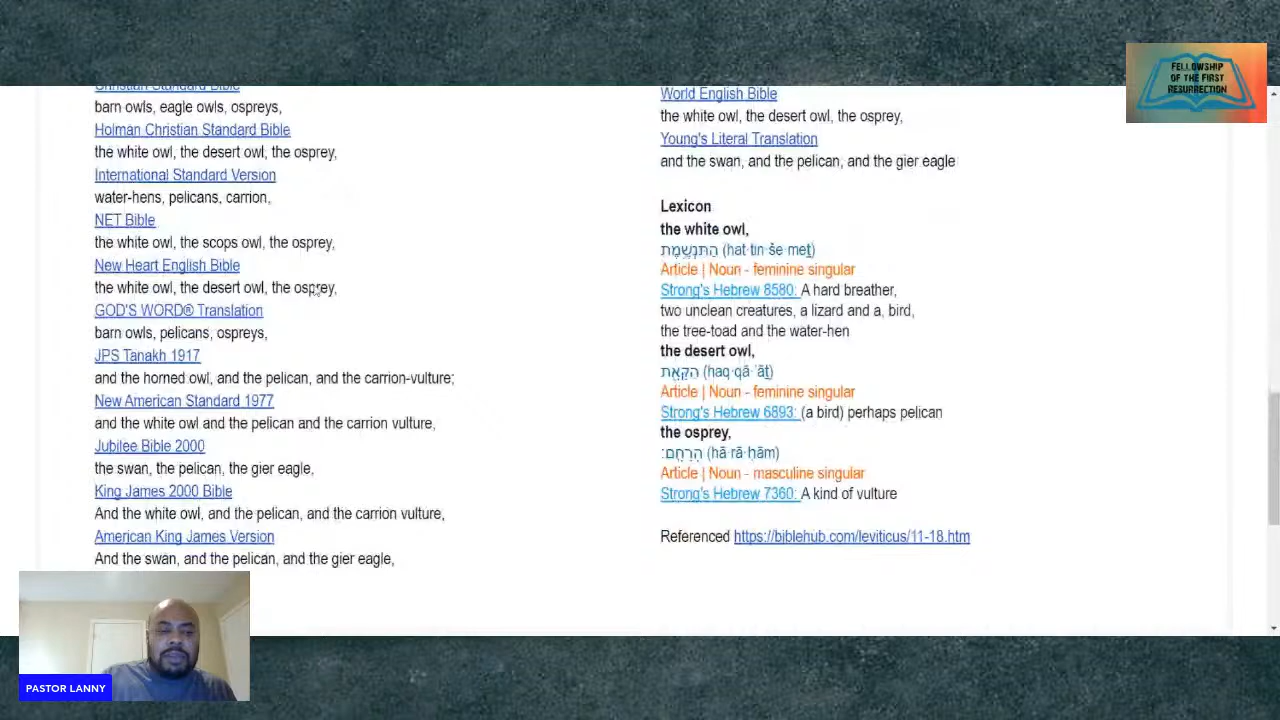 FELLOWSHIP
OF THE FIRST
RESURRECTION
Christian Standard Bible
barn owls, eagle owls, ospreys,
Holman Christian Standard Bible
the white owl, the desert owl, the osprey,
International Standard Version
water-hens, pelicans, carrion,
NET Bible
the white owl, the scops owl, the osprey,
New Heart English Bible
the white owl, the desert owl, the osprey,
GOD'S WORD® Translation
barn owls, pelicans, ospreys,
JPS Tanakh 1917
and the horned owl, and the pelican, and the carrion-vulture;
New American Standard 1977
and the white owl and the pelican and the carrion vulture,
Jubilee Bible 2000
the swan, the pelican, the gier eagle,
King James 2000 Bible
And the white owl, and the pelican, and the carrion vulture,
American King James Version
And the swan, and the pelican, and the gier eagle,
World English Bible
the white owl, the desert owl, the osprey,
Young's Literal Translation
and the swan, and the pelican, and the gier eagle
Lexicon
the white owl,
הַתִּנְשֶׁ֥מֶת (hat·tin·še·meṯ)
Article | Noun - feminine singular
Strong's Hebrew 8580: A hard breather,
two unclean creatures, a lizard and a, bird,
the tree-toad and the water-hen
the desert owl,
הַקָּאָ֖ת (haq·qā·’āṯ)
Article | Noun - feminine singular
Strong's Hebrew 6893: (a bird) perhaps pelican
the osprey,
הָרָחָֽם׃ (hā·rā·ḥām)
Article | Noun - masculine singular
Strong's Hebrew 7360: A kind of vulture
Referenced https://biblehub.com/leviticus/11-18.htm
PASTOR LANNY